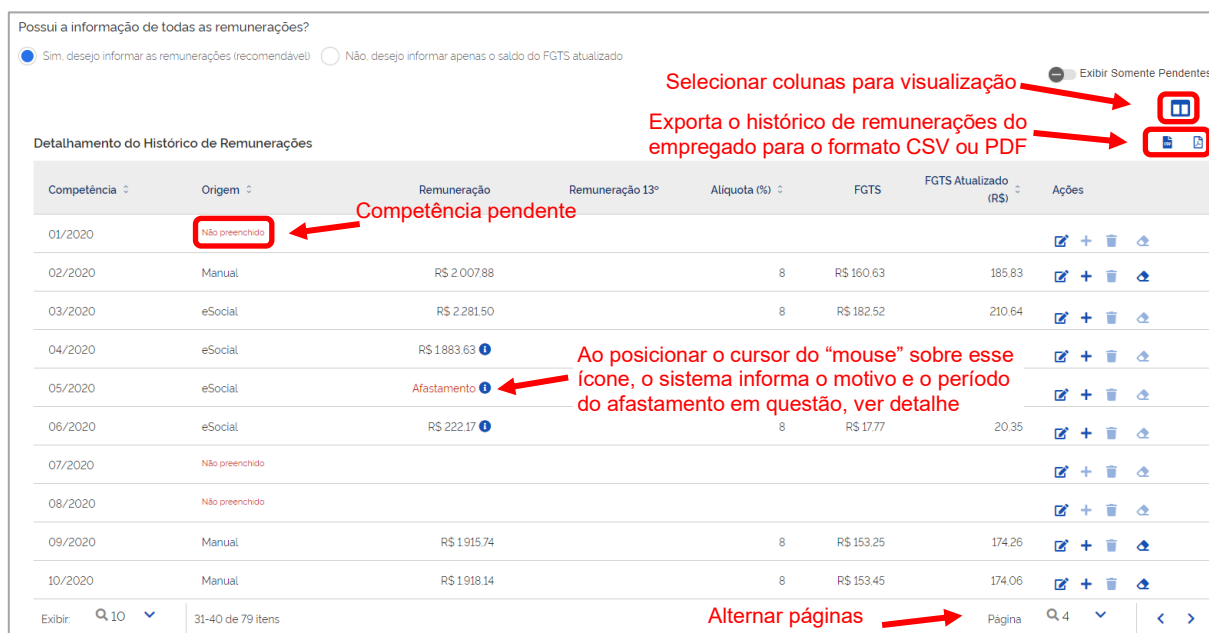 Possui a informação de todas as remunerações?
Sim, desejo informar as remunerações (recomendável) Não, desejo informar apenas o saldo do FGTS atualizado
Exibir Somente Pendentes
Selecionar colunas para visualização
Exporta o histórico de remunerações do
empregado para o formato CSV ou PDF
Detalhamento do Histórico de Remunerações
Competência Origem Remuneração Remuneração 13º Alíquota (%) FGTS FGTS Atualizado (R$) Ações
Competência pendente
01/2020 Não preenchido
02/2020 Manual R$ 2.007,88 8 R$ 160,63 185,83
03/2020 eSocial R$ 2.281,50 8 R$ 182,52 210,64
04/2020 eSocial R$ 1.883,63
Ao posicionar o cursor do “mouse” sobre esse
ícone, o sistema informa o motivo e o período
do afastamento em questão, ver detalhe
05/2020 eSocial Afastamento
06/2020 eSocial R$ 222,17 8 R$ 17,77 20,35
07/2020 Não preenchido
08/2020 Não preenchido
09/2020 Manual R$ 1.915,74 8 R$ 153,25 174,26
10/2020 Manual R$ 1.918,14 8 R$ 153,45 174,06
Exibir: 10 31-40 de 79 itens Alternar páginas Página 4